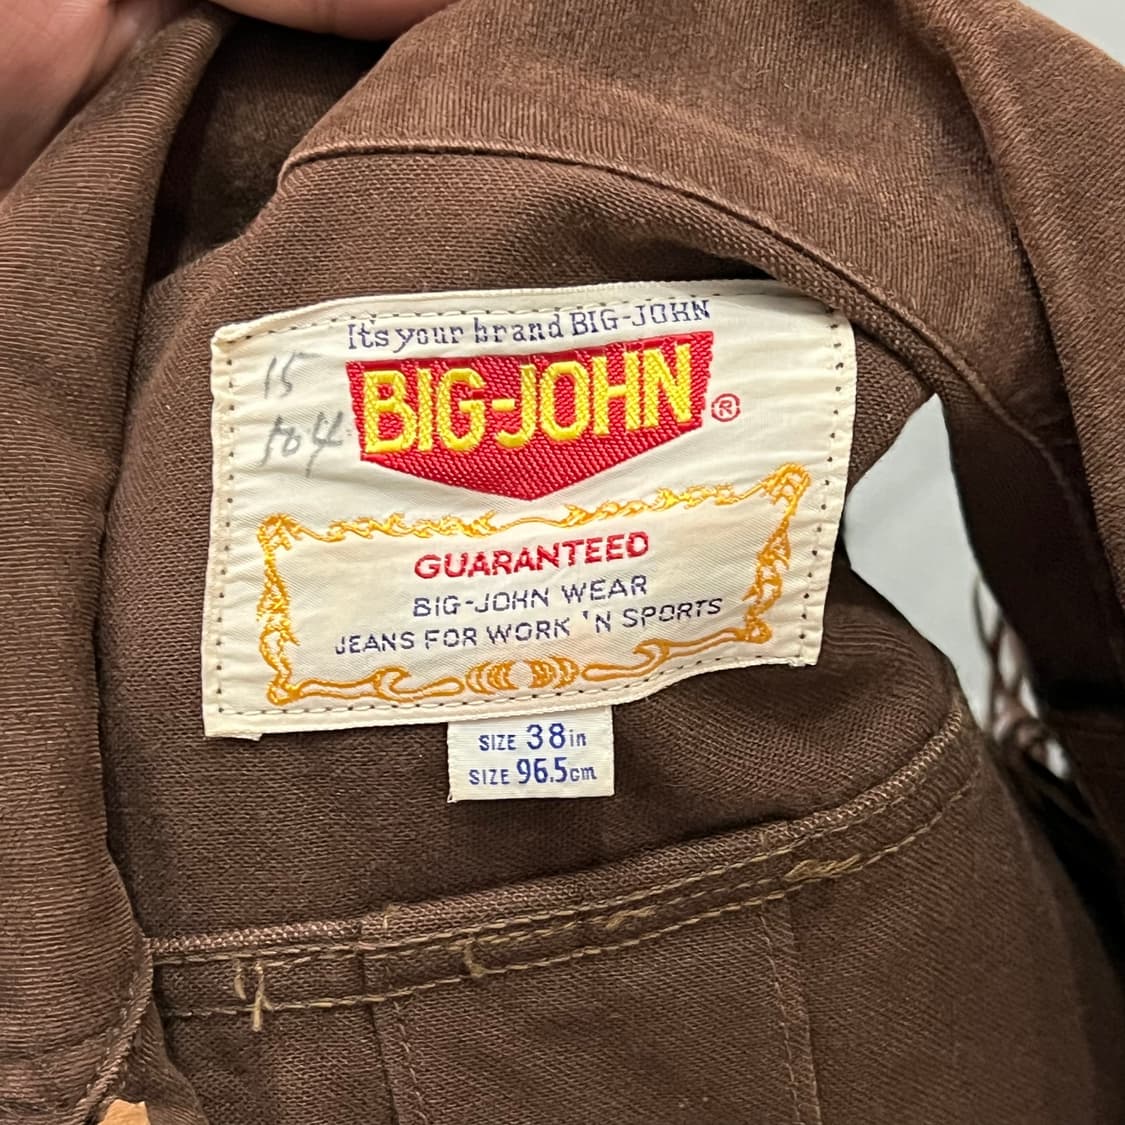 It's your brand BIG-JOHN
BIG-JOHN ®
15
GUARANTEED
BIG-JOHN WEAR
JEANS FOR WORK 'N SPORTS
SIZE 38in
SIZE 96.5cm